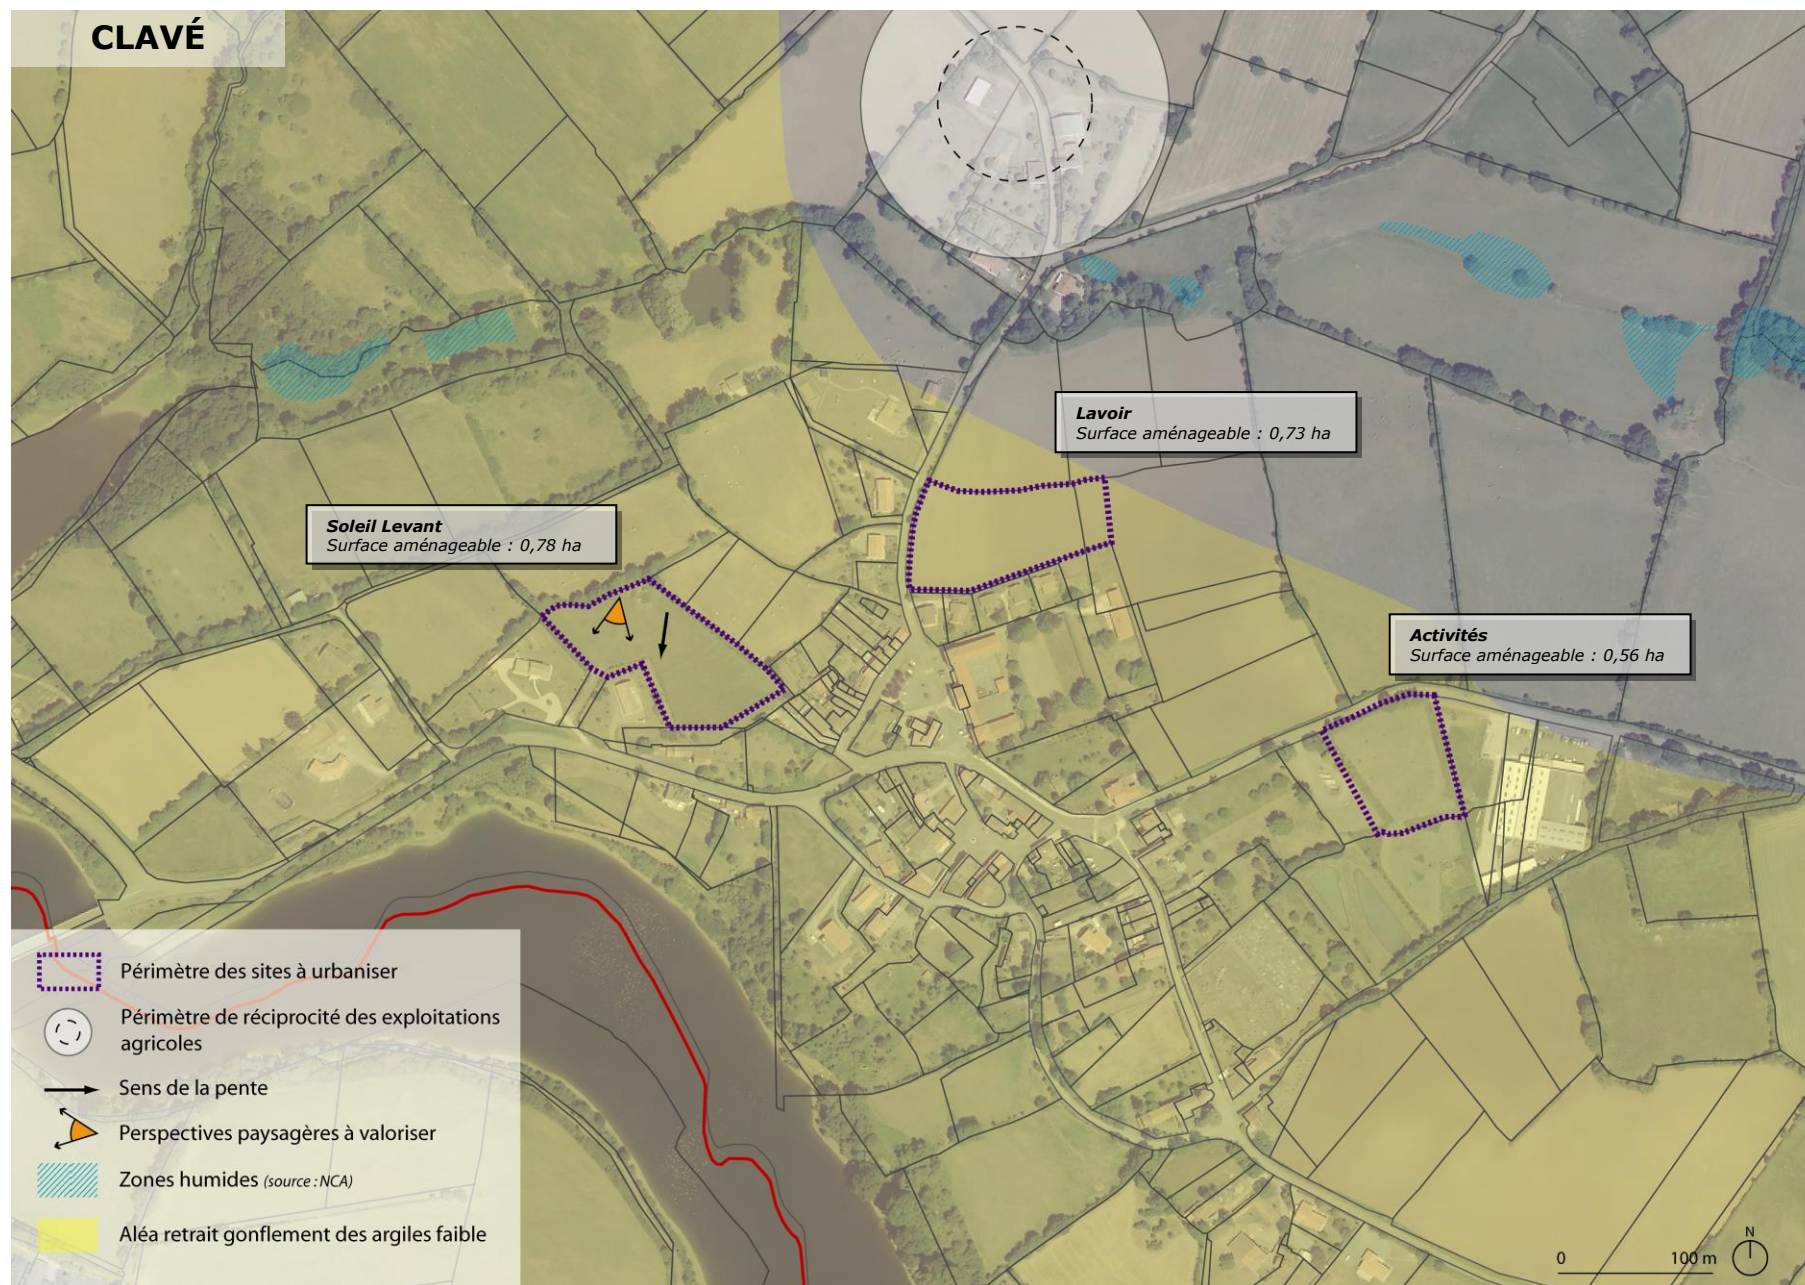 CLAVÉ
Lavoir
Surface aménageable : 0,73 ha
Soleil Levant
Surface aménageable : 0,78 ha
Activités
Surface aménageable : 0,56 ha
Périmètre des sites à urbaniser
Périmètre de réciprocité des exploitations
agricoles
Sens de la pente
Perspectives paysagères à valoriser
Zones humides (source : NCA)
Aléa retrait gonflement des argiles faible
0 100 m
N